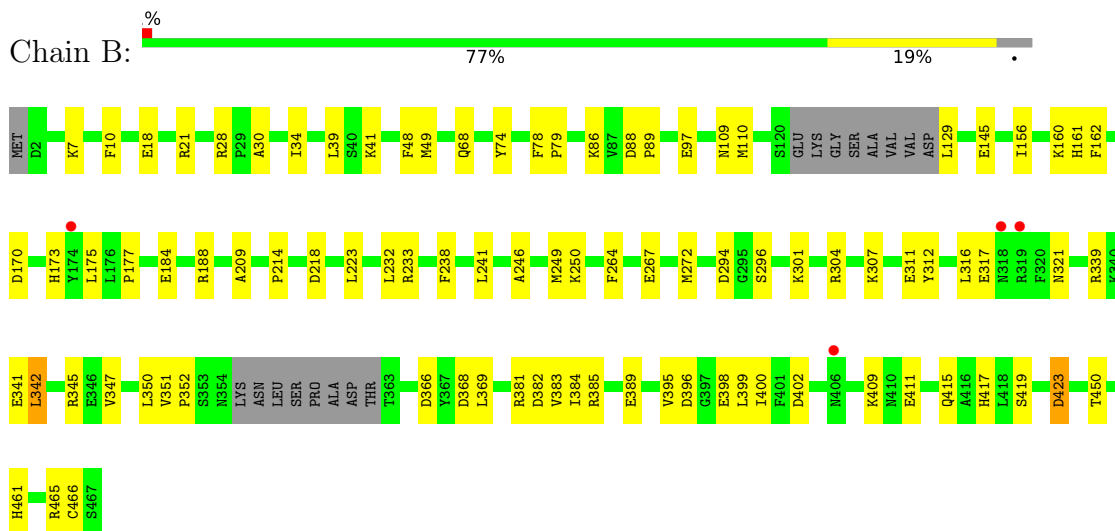 .%
Chain B:
77% 19% •
MET D2 K7 F10 E18 R21 R28 P29 A30 I34 L39 S40 K41 F48 M49 Q68 Y74 F78 P79 K86 V87 D88 P89 E97 N109 M110 S120 GLU LYS GLY SER ALA VAL VAL ASP L129 E145 I156 K160 H161 F162
D170 H173 Y174 L175 L176 P177 E184 R188 A209 P214 D218 L223 L232 R233 F238 L241 A246 M249 K250 F264 E267 M272 D294 G295 S296 K301 R304 K307 E311 Y312 L316 E317 N318 R319 F320 N321 R339 K340
E341 L342 R345 E346 V347 L350 V351 P352 S353 N354 LYS ASN LEU SER PRO ALA ASP THR T363 D366 Y367 D368 L369 R381 D382 V383 I384 R385 E389 V395 D396 G397 E398 L399 I400 F401 D402 N406 K409 N410 E411 Q415 A416 H417 L418 S419 D423 T450
H461 R465 C466 S467